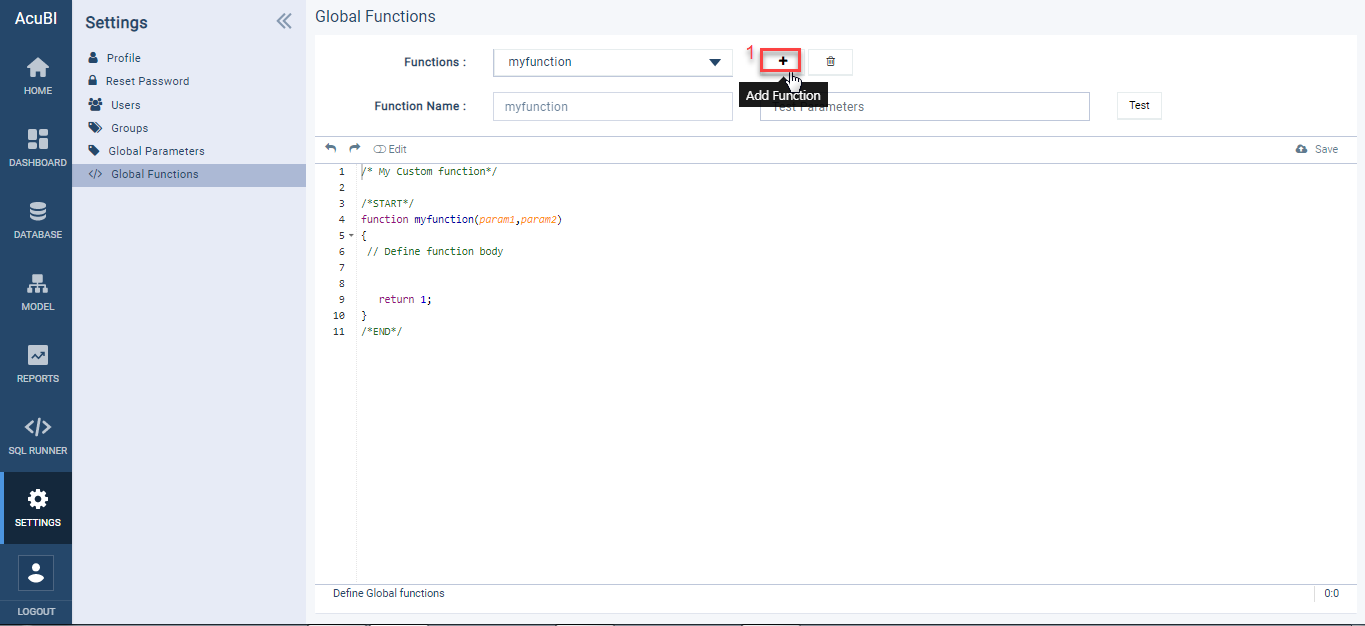 AcuBI
HOME
DASHBOARD
DATABASE
MODEL
REPORTS
SQL RUNNER
SETTINGS
LOGOUT
Settings
Profile
Reset Password
Users
Groups
Global Parameters
Global Functions
Global Functions
Functions : myfunction 1 +
Add Function
Function Name : myfunction Test Parameters Test
Edit Save
1 /* My Custom function*/
2
3 /*START*/
4 function myfunction(param1,param2)
5 {
6 // Define function body
7
8
9 return 1;
10 }
11 /*END*/
Define Global functions 0:0